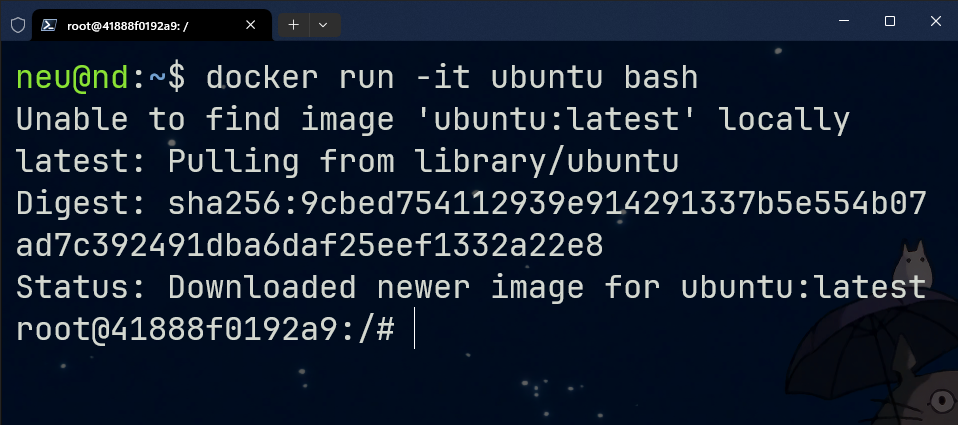 root@41888f0192a9: /
neu@nd:~$ docker run -it ubuntu bash
Unable to find image 'ubuntu:latest' locally
latest: Pulling from library/ubuntu
Digest: sha256:9cbed754112939e914291337b5e554b07
ad7c392491dba6daf25eef1332a22e8
Status: Downloaded newer image for ubuntu:latest
root@41888f0192a9:/#